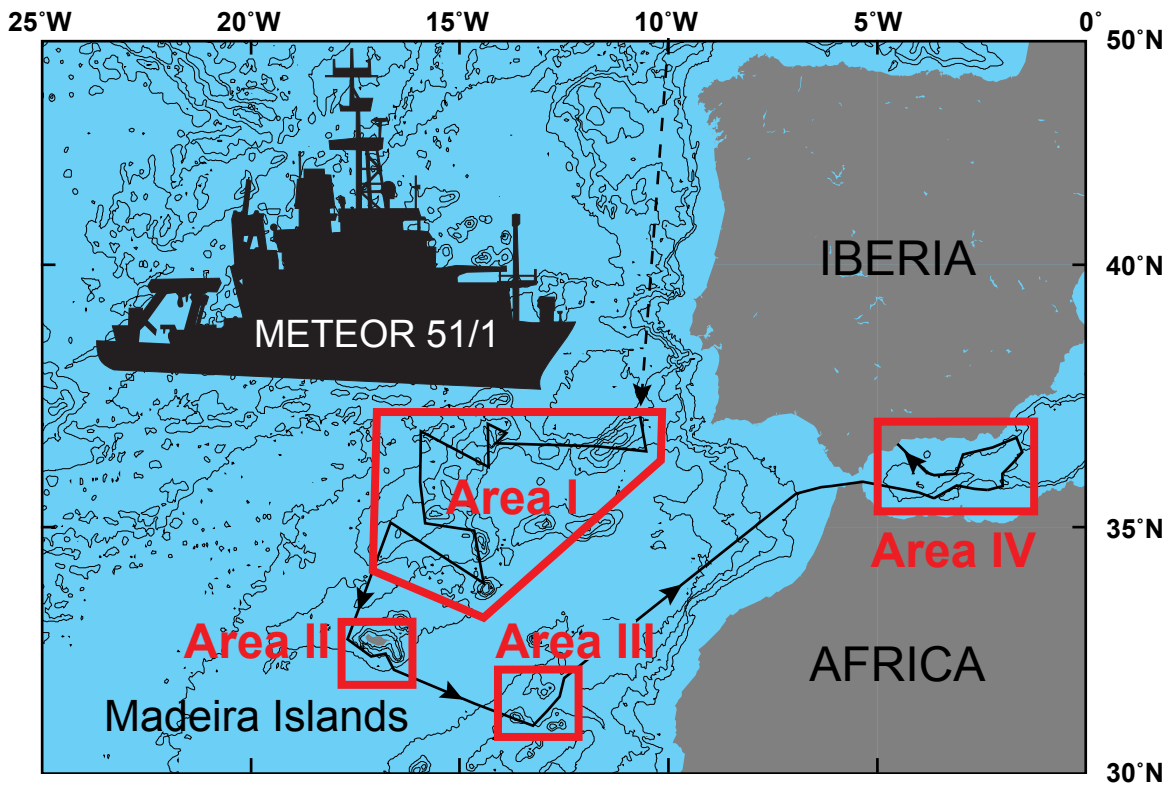 25°W 20°W 15°W 10°W 5°W 0°
50°N
IBERIA
40°N
METEOR 51/1
Area I
35°N
Area IV
Area II
Area III
AFRICA
Madeira Islands
30°N